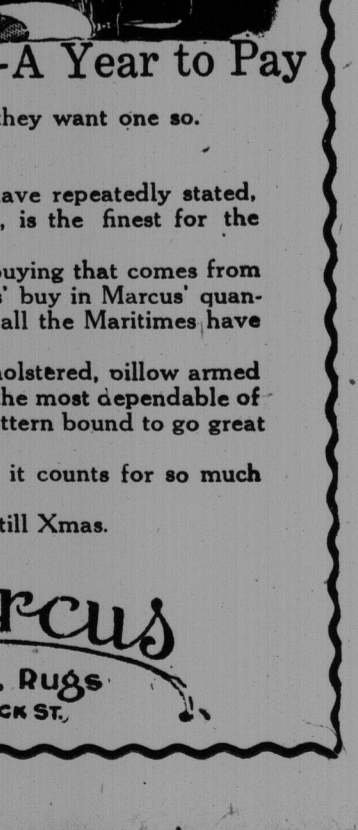 -A Year to Pay
they want one so.
ave repeatedly stated,
, is the finest for the
buying that comes from
s' buy in Marcus' quan-
all the Maritimes have
holstered, pillow armed
he most dependable of
ttern bound to go great
it counts for so much
till Xmas.
rcus
, Rugs
CK ST.,